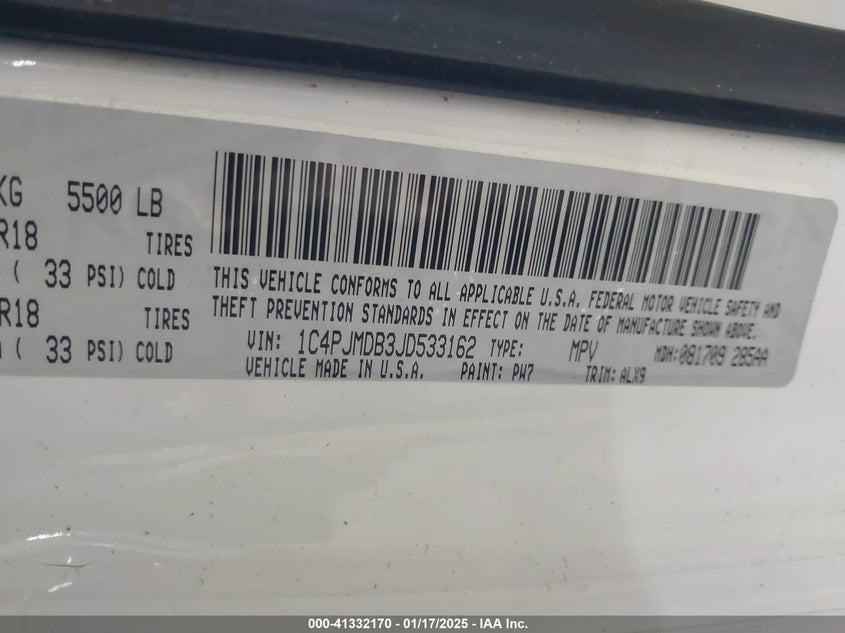 KG 5500 LB
R18 TIRES
( 33 PSI) COLD
R18 TIRES
( 33 PSI) COLD
THIS VEHICLE CONFORMS TO ALL APPLICABLE U.S.A. FEDERAL MOTOR VEHICLE SAFETY AND
THEFT PREVENTION STANDARDS IN EFFECT ON THE DATE OF MANUFACTURE SHOWN ABOVE.
VIN: 1C4PJMDB3JD533162 TYPE: MPV MDH:081709 285AA
VEHICLE MADE IN U.S.A. PAINT: PW7 TRIM: ALX9
000-41332170 — 01/17/2025 — IAA Inc.